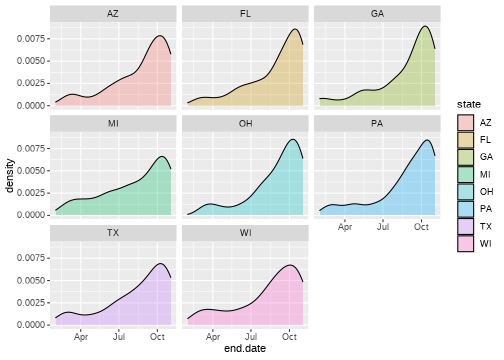 AZ FL GA
0.0075
0.0050
0.0025
0.0000
MI OH PA
0.0075
0.0050
0.0025
0.0000
Apr Jul Oct
TX WI
0.0075
0.0050
0.0025
0.0000
Apr Jul Oct Apr Jul Oct
end.date
density
state
AZ
FL
GA
MI
OH
PA
TX
WI